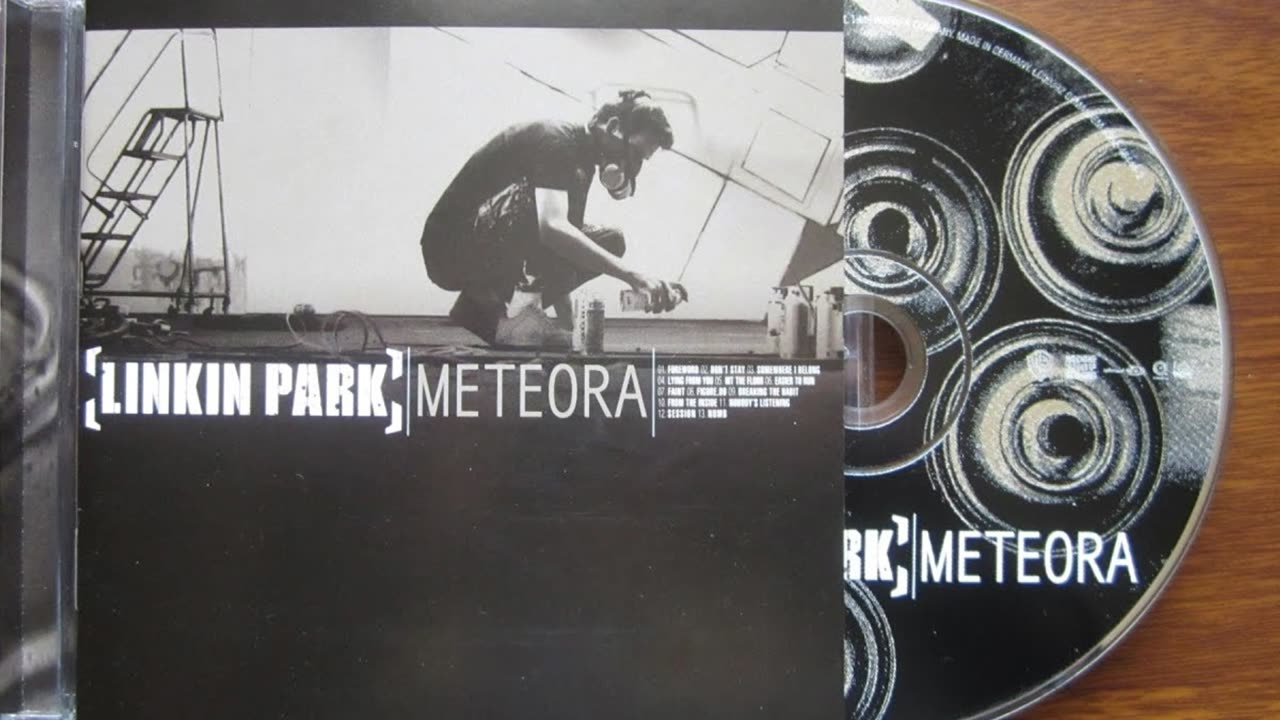 [LINKIN PARK] METEORA
01. FOREWORD 02. DON'T STAY 03. SOMEWHERE I BELONG
04. LYING FROM YOU 05. HIT THE FLOOR 06. EASIER TO RUN
07. FAINT 08. FIGURE.09 09. BREAKING THE HABIT
10. FROM THE INSIDE 11. NOBODY'S LISTENING
12. SESSION 13. NUMB
COMPANY. MADE IN GERMANY.
RK] METEORA